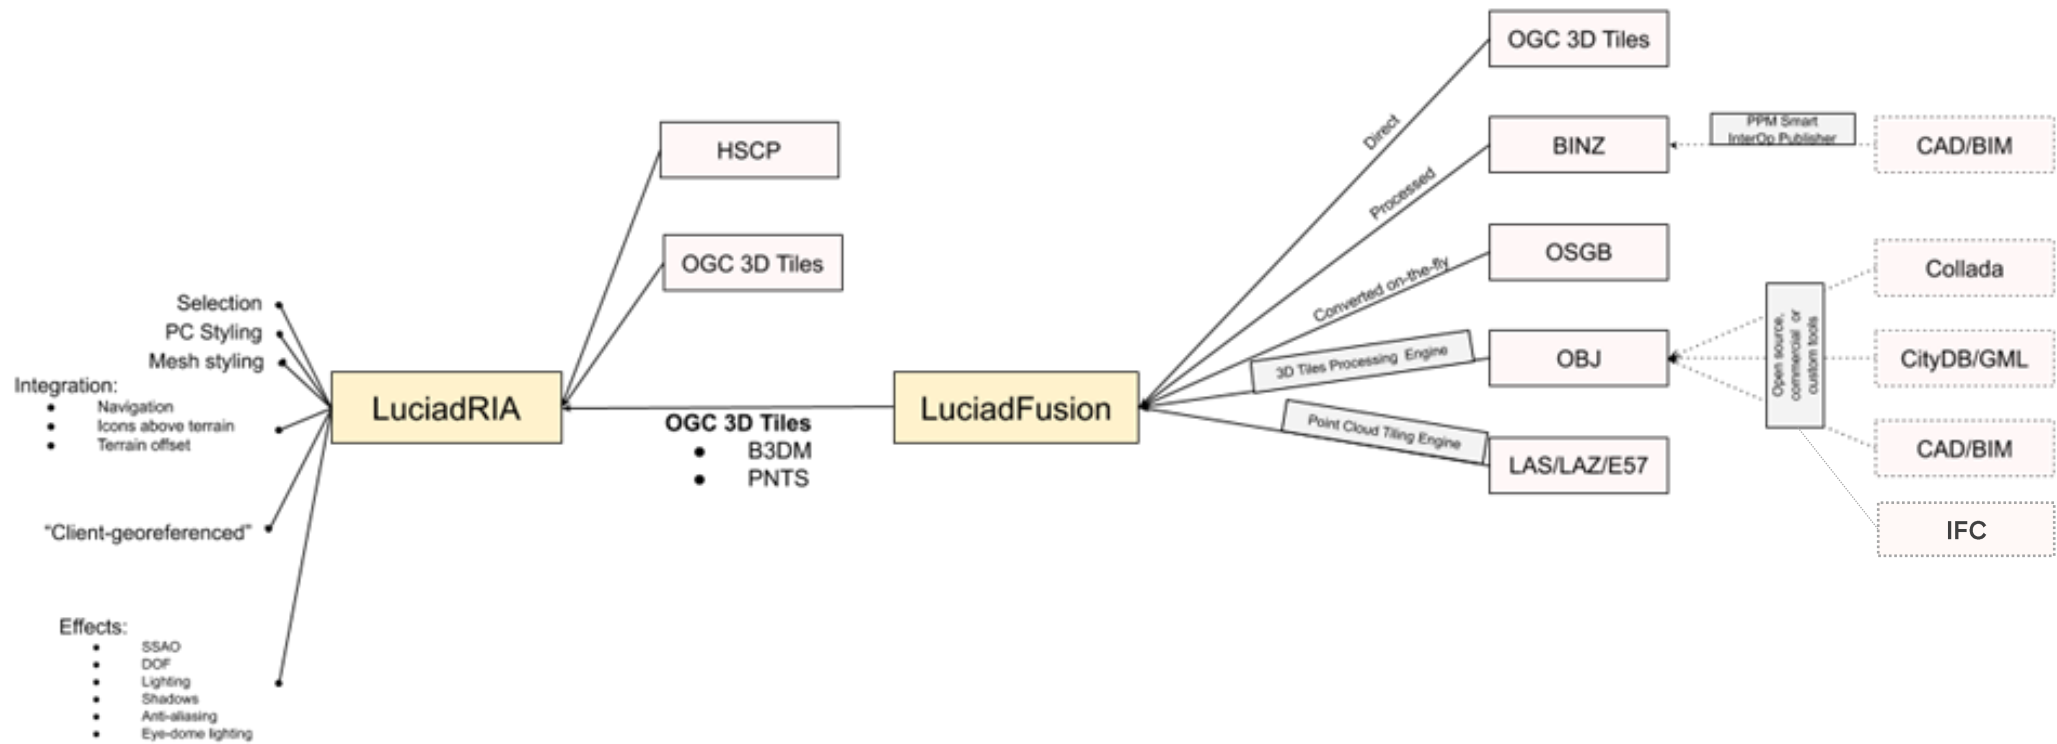 OGC 3D Tiles
Direct
PPM Smart
InterOp Publisher
BINZ
CAD/BIM
HSCP
Processed
OSGB
OGC 3D Tiles
Collada
Converted on-the-fly
Selection
PC Styling
Mesh styling
3D Tiles Processing Engine
OBJ
Open source,
commercial or
custom tools
CityDB/GML
Integration:
● Navigation
● Icons above terrain
● Terrain offset
LuciadRIA
LuciadFusion
OGC 3D Tiles
● B3DM
● PNTS
Point Cloud Tiling Engine
LAS/LAZ/E57
CAD/BIM
IFC
“Client-georeferenced”
Effects:
● SSAO
● DOF
● Lighting
● Shadows
● Anti-aliasing
● Eye-dome lighting